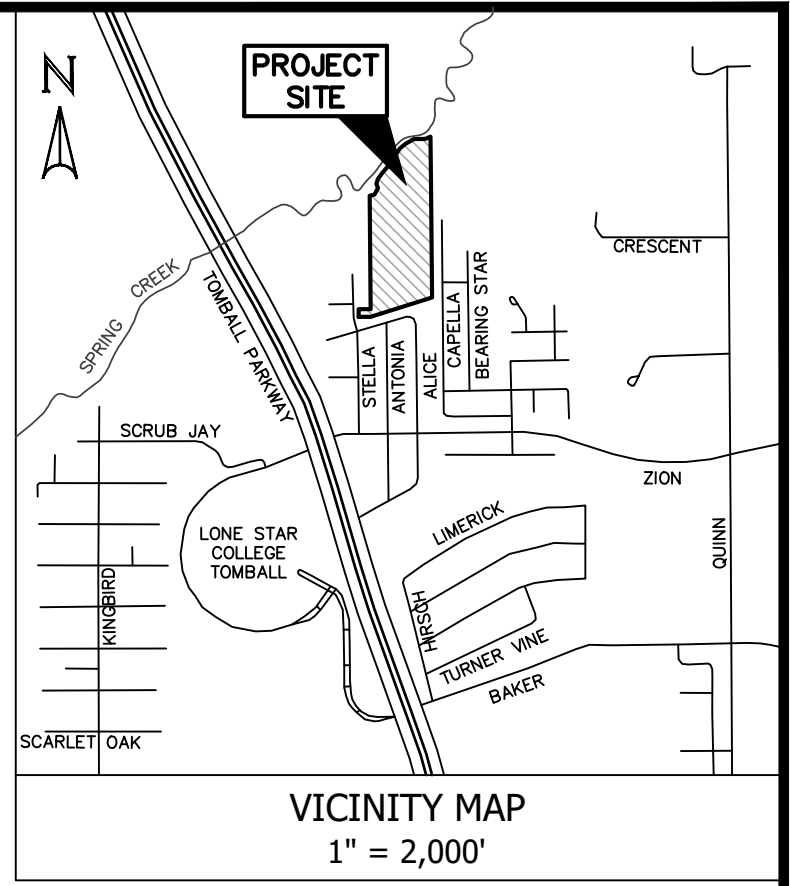 N
PROJECT
SITE
CRESCENT
SPRING CREEK
TOMBALL PARKWAY
STELLA
ANTONIA
ALICE
CAPELLA
BEARING STAR
SCRUB JAY
ZION
LONE STAR
COLLEGE
TOMBALL
LIMERICK
QUINN
KINGBIRD
HIRSCH
TURNER VINE
BAKER
SCARLET OAK
VICINITY MAP
1" = 2,000'